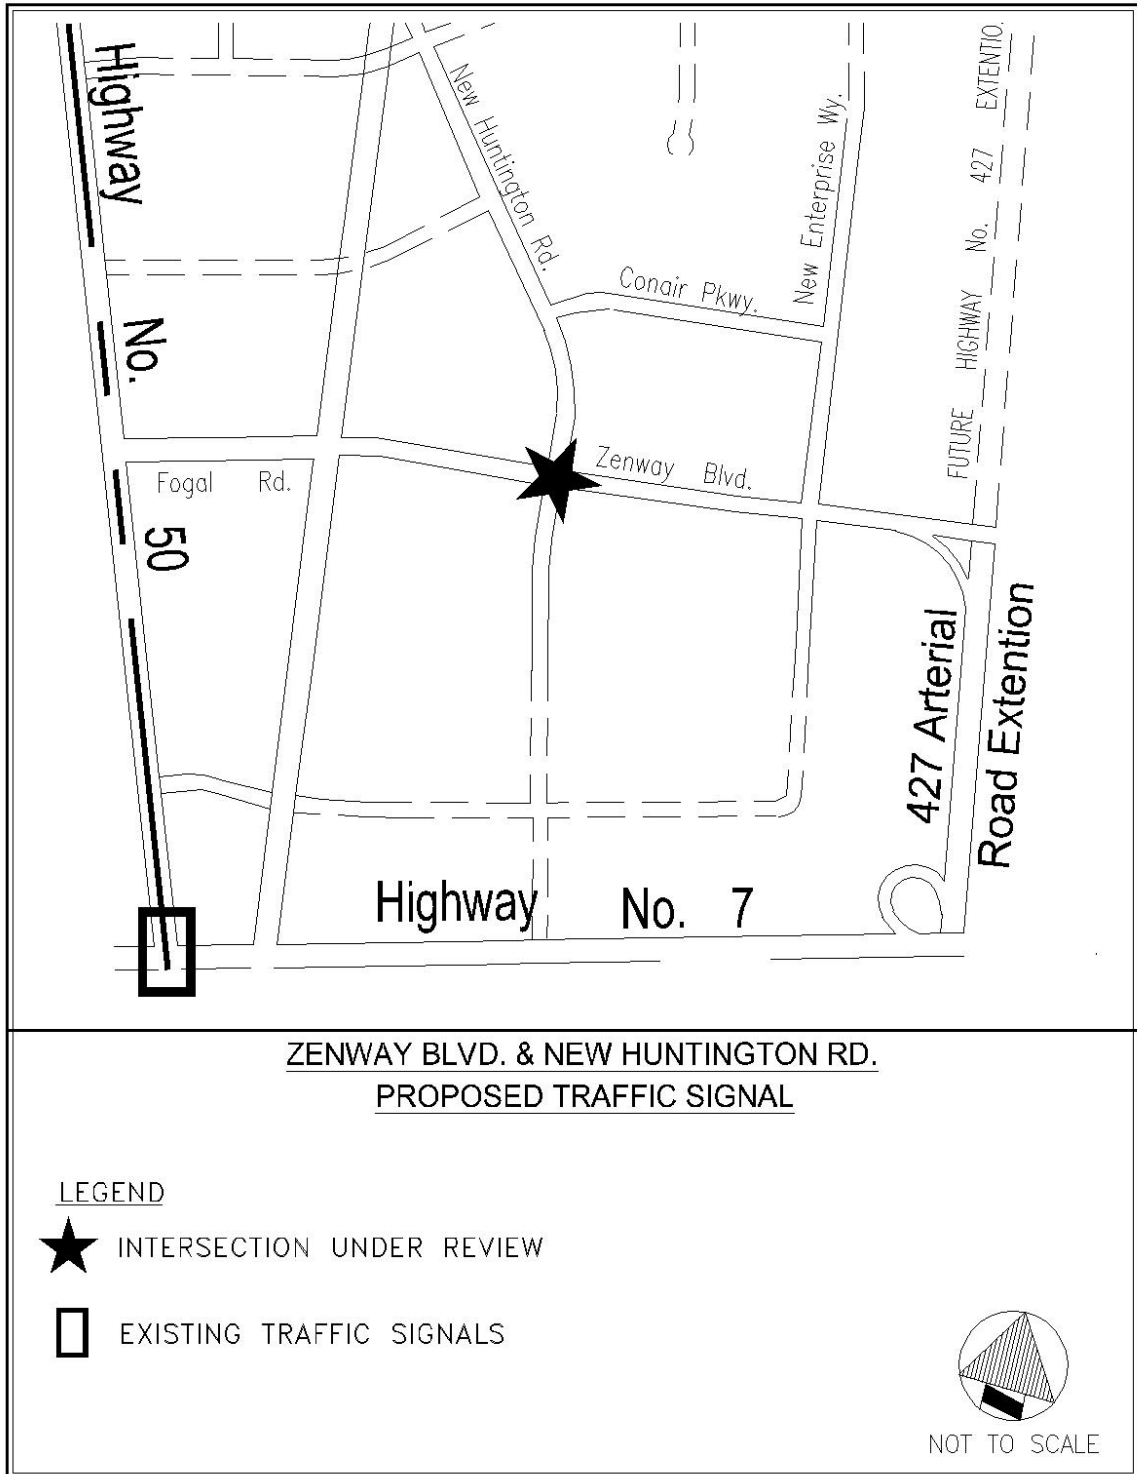 Highway No. 50
New Huntington Rd.
Conair Pkwy.
New Enterprise Wy.
FUTURE HIGHWAY No. 427 EXTENTIO
Fogal Rd.
Zenway Blvd.
427 Arterial
Road Extention
Highway No. 7
ZENWAY BLVD. & NEW HUNTINGTON RD.
PROPOSED TRAFFIC SIGNAL
LEGEND
INTERSECTION UNDER REVIEW
EXISTING TRAFFIC SIGNALS
NOT TO SCALE